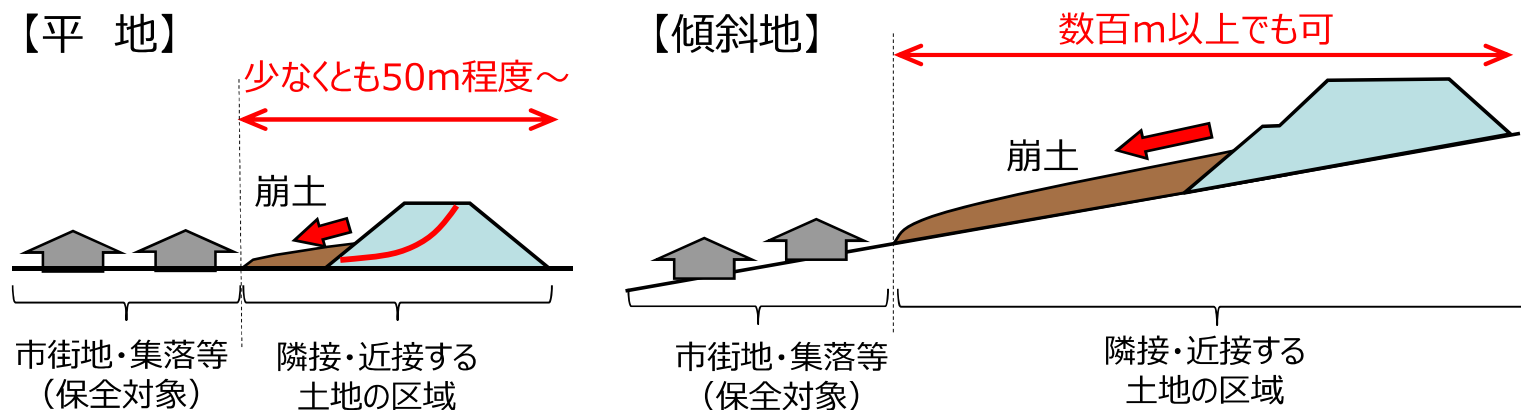 【平　地】
少なくとも50m程度～
崩土
市街地・集落等
（保全対象）
隣接・近接する
土地の区域
【傾斜地】
数百m以上でも可
崩土
市街地・集落等
（保全対象）
隣接・近接する
土地の区域